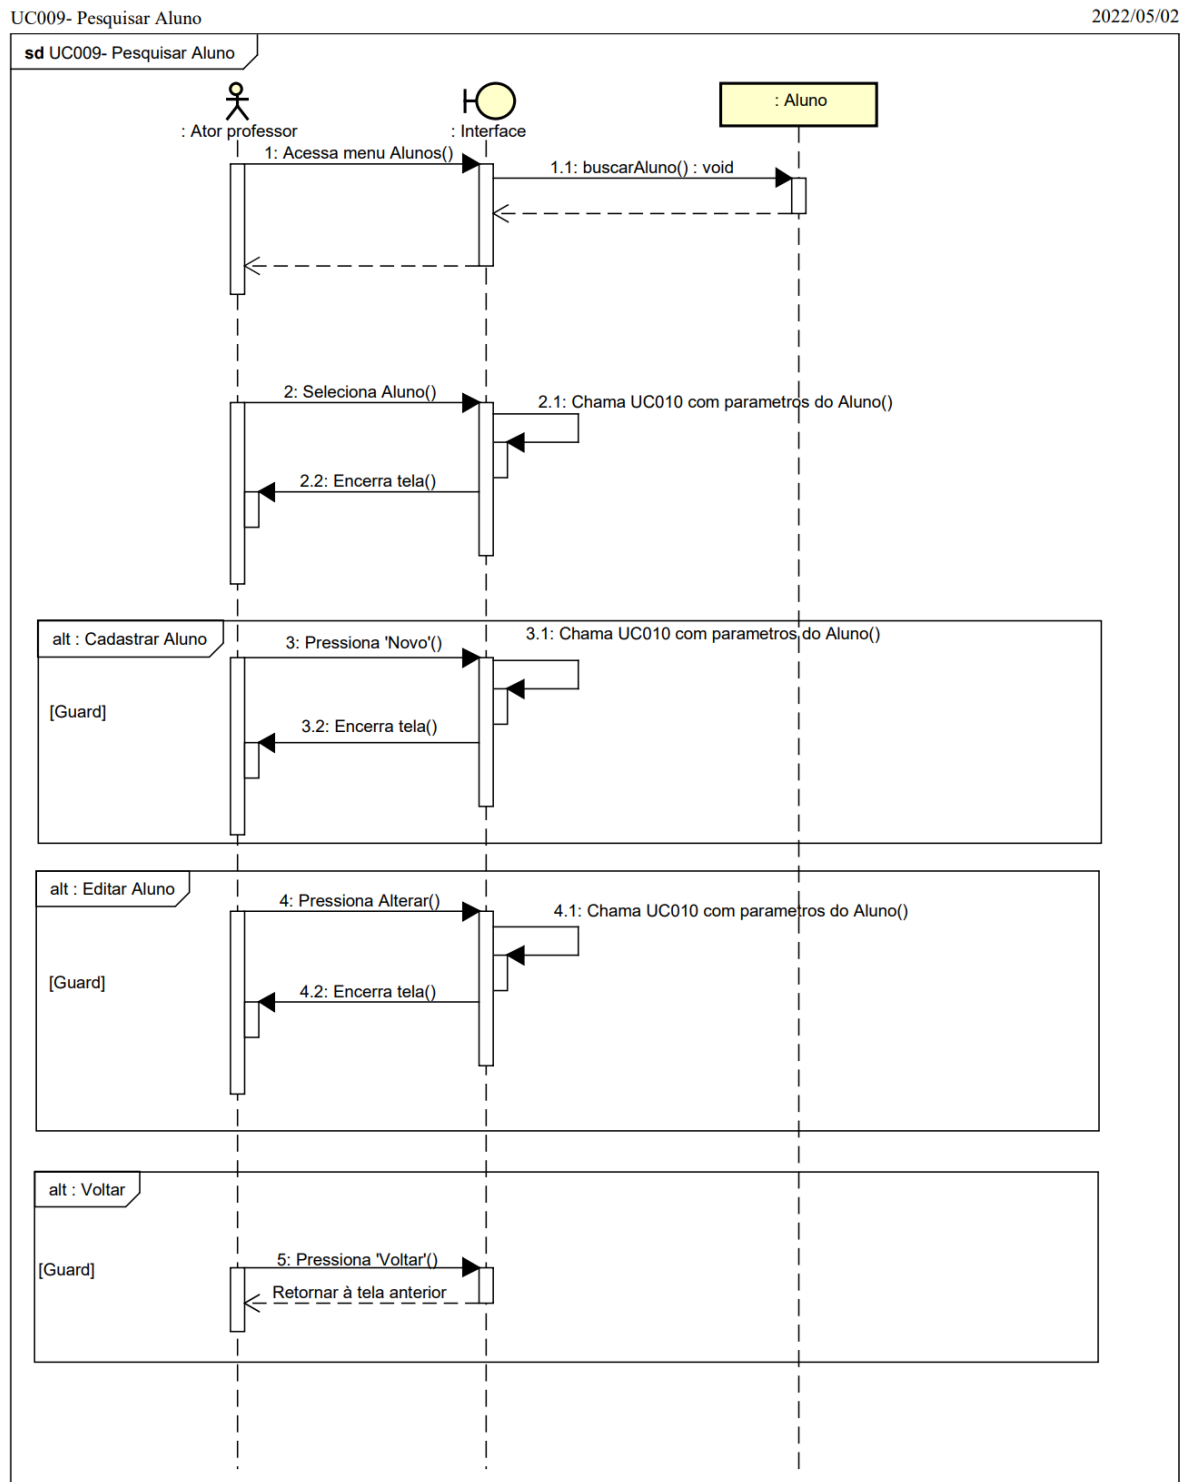 UC009- Pesquisar Aluno
2022/05/02
sd UC009- Pesquisar Aluno
: Ator professor
: Interface
: Aluno
1: Acessa menu Alunos()
1.1: buscarAluno() : void
2: Seleciona Aluno()
2.1: Chama UC010 com parametros do Aluno()
2.2: Encerra tela()
alt : Cadastrar Aluno
3: Pressiona 'Novo'()
3.1: Chama UC010 com parametros do Aluno()
[Guard]
3.2: Encerra tela()
alt : Editar Aluno
4: Pressiona Alterar()
4.1: Chama UC010 com parametros do Aluno()
[Guard]
4.2: Encerra tela()
alt : Voltar
5: Pressiona 'Voltar'()
[Guard]
Retornar à tela anterior